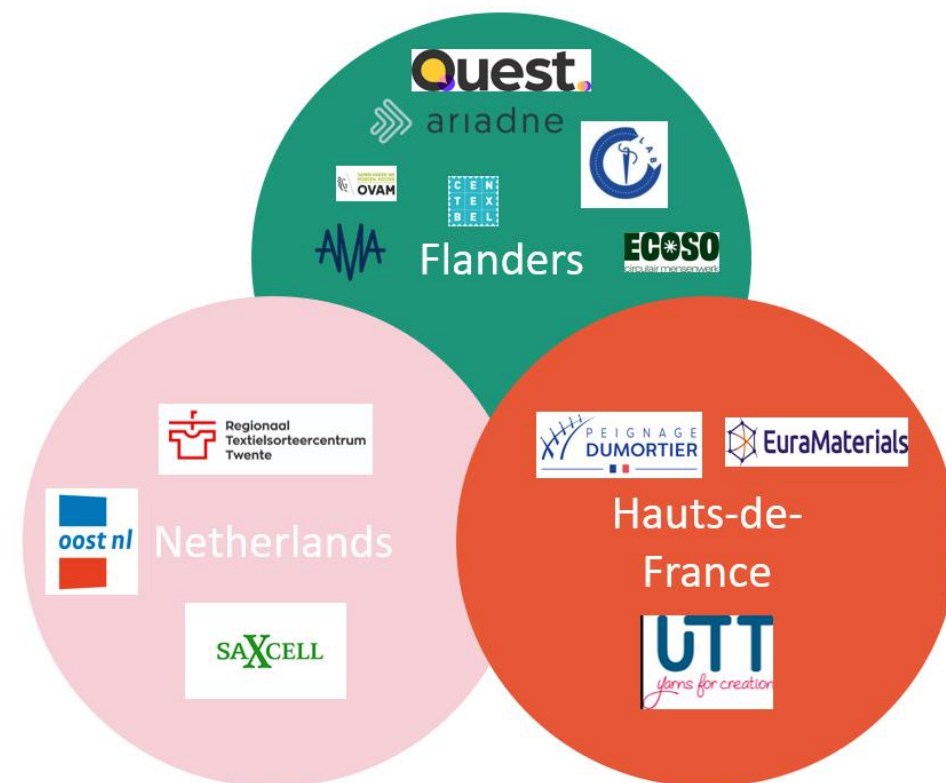 Quest.
ariadne
LAB
OVAM
CEN
TEX
BEL
AMA
Flanders
ECOSO
circulair mensenwerk
Regionaal
Textielsorteercentrum
Twente
oost nl
Netherlands
SAXCELL
PEIGNAGE
DUMORTIER
EuraMaterials
Hauts-de-
France
UTT
yarns for creation